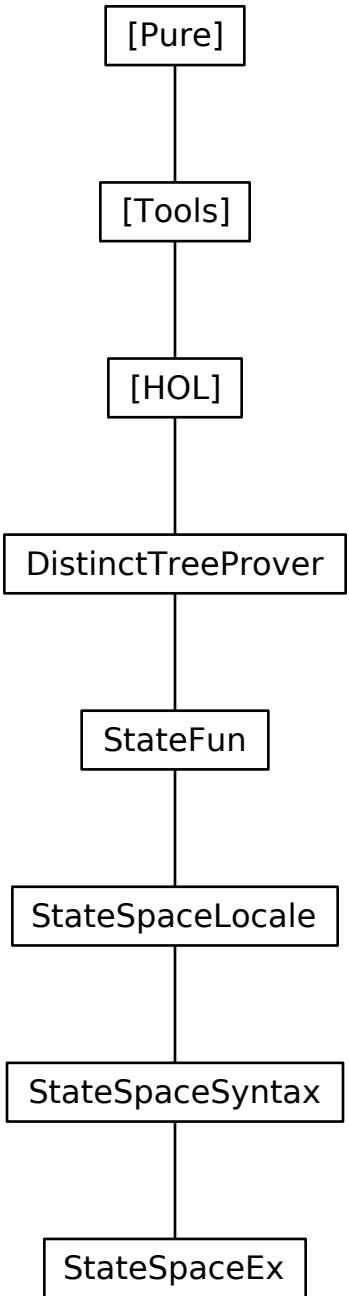 [Pure]
[Tools]
[HOL]
DistinctTreeProver
StateFun
StateSpaceLocale
StateSpaceSyntax
StateSpaceEx